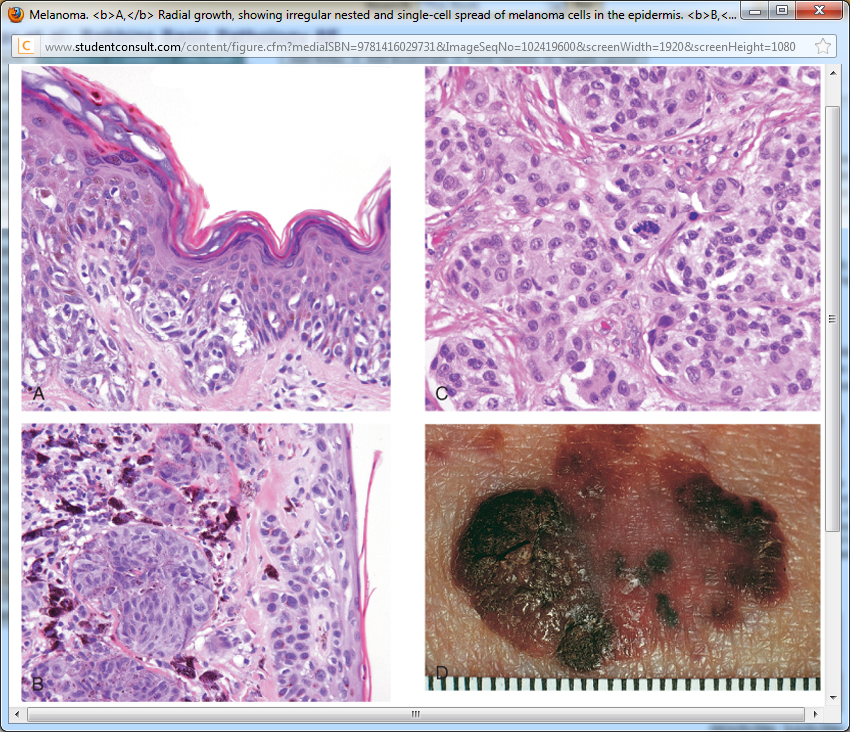 Melanoma. <b>A,</b> Radial growth, showing irregular nested and single-cell spread of melanoma cells in the epidermis. <b>B,<...
www.studentconsult.com/content/figure.cfm?mediaISBN=9781416029731&ImageSeqNo=102419600&screenWidth=1920&screenHeight=1080
A
C
B
D